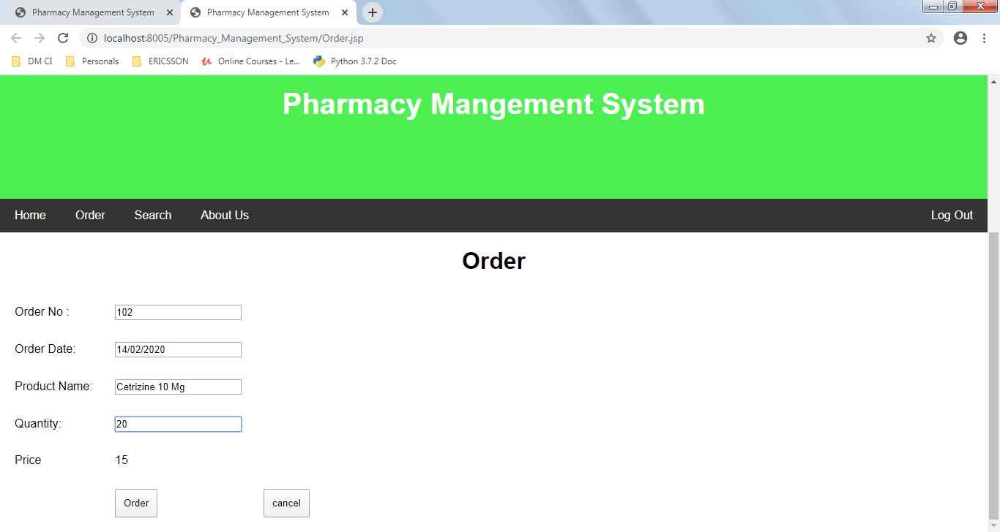 Pharmacy Management System
Pharmacy Management System
localhost:8005/Pharmacy_Management_System/Order.jsp
DM CI Personals ERICSSON Online Courses - Le... Python 3.7.2 Doc
Pharmacy Mangement System
Home Order Search About Us Log Out
Order
Order No : 102
Order Date: 14/02/2020
Product Name: Cetrizine 10 Mg
Quantity: 20
Price 15
Order cancel